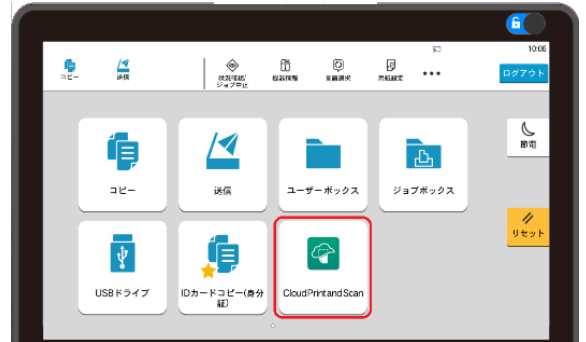 10:06
コピー
送信
状況確認/
ジョブ中止
機器情報
言語選択
用紙設定
ログアウト
コピー
送信
ユーザーボックス
ジョブボックス
節電
リセット
USBドライブ
IDカードコピー(身分
証)
CloudPrintandScan